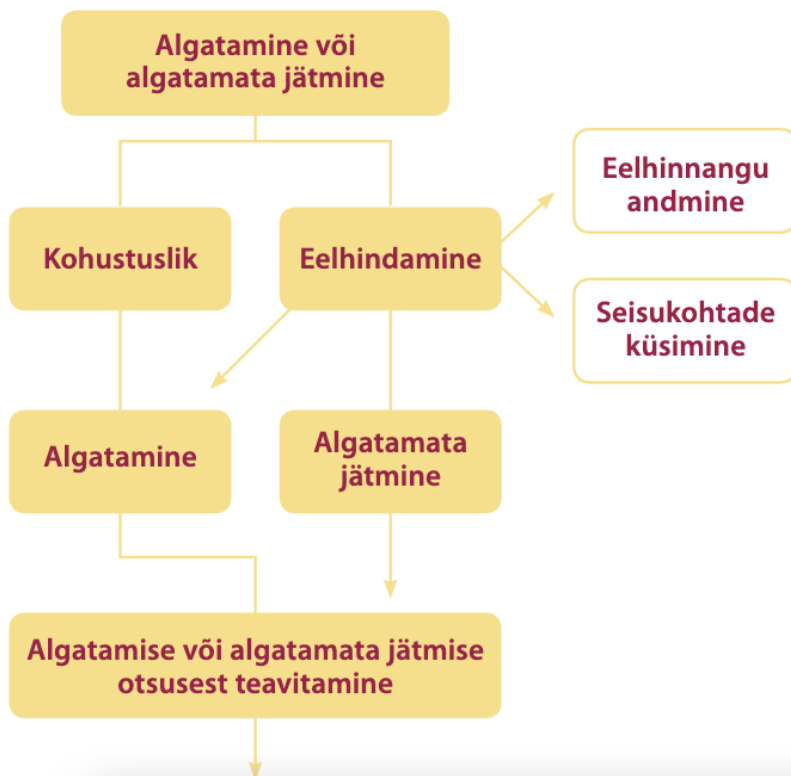 Algatamine või
algatamata jätmine
Kohustuslik
Eelhindamine
Eelhinnangu
andmine
Seisukohtade
küsimine
Algatamine
Algatamata
jätmine
Algatamise või algatamata jätmise
otsusest teavitamine